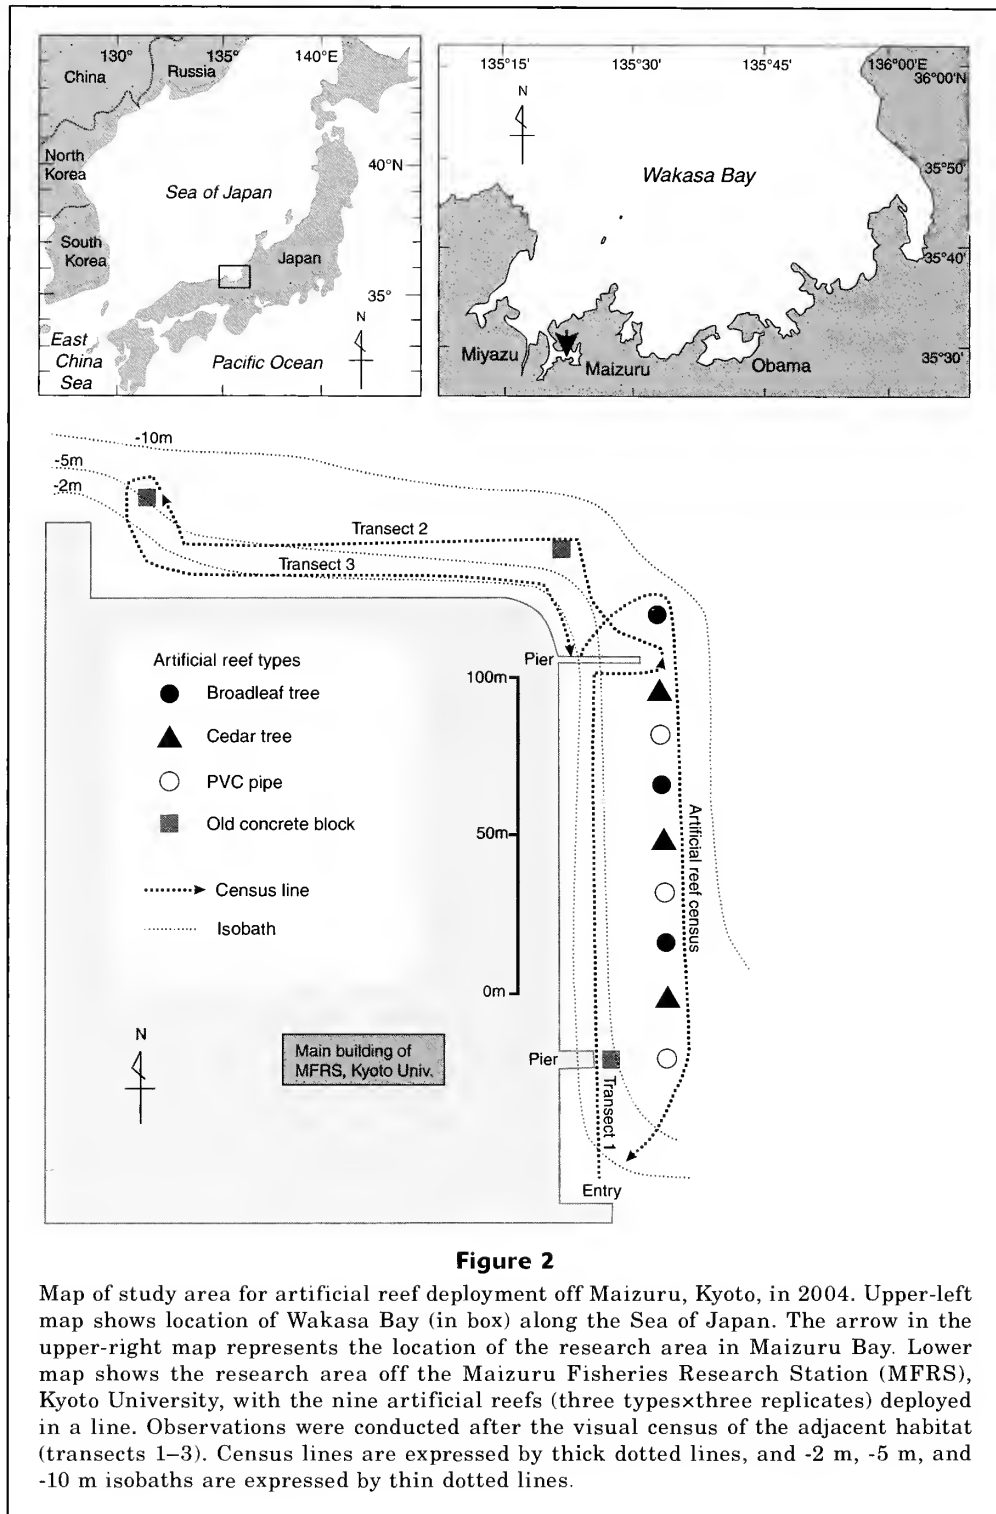 130°
135°
140°E
China
Russia
North
Korea
40°N
Sea of Japan
South
Korea
Japan
35°
N
East
China
Sea
Pacific Ocean
135°15'
135°30'
135°45'
136°00'E
36°00'N
N
Wakasa Bay
35°50'
35°40'
35°30'
Miyazu
Maizuru
Obama
-10m
-5m
-2m
Transect 2
Transect 3
Pier
Artificial reef types
Broadleaf tree
Cedar tree
PVC pipe
Old concrete block
Census line
Isobath
100m
50m
0m
Artificial reef census
N
Main building of
MFRS, Kyoto Univ.
Pier
Transect 1
Entry
Figure 2
Map of study area for artificial reef deployment off Maizuru, Kyoto, in 2004. Upper-left
map shows location of Wakasa Bay (in box) along the Sea of Japan. The arrow in the
upper-right map represents the location of the research area in Maizuru Bay. Lower
map shows the research area off the Maizuru Fisheries Research Station (MFRS),
Kyoto University, with the nine artificial reefs (three types×three replicates) deployed
in a line. Observations were conducted after the visual census of the adjacent habitat
(transects 1–3). Census lines are expressed by thick dotted lines, and -2 m, -5 m, and
-10 m isobaths are expressed by thin dotted lines.